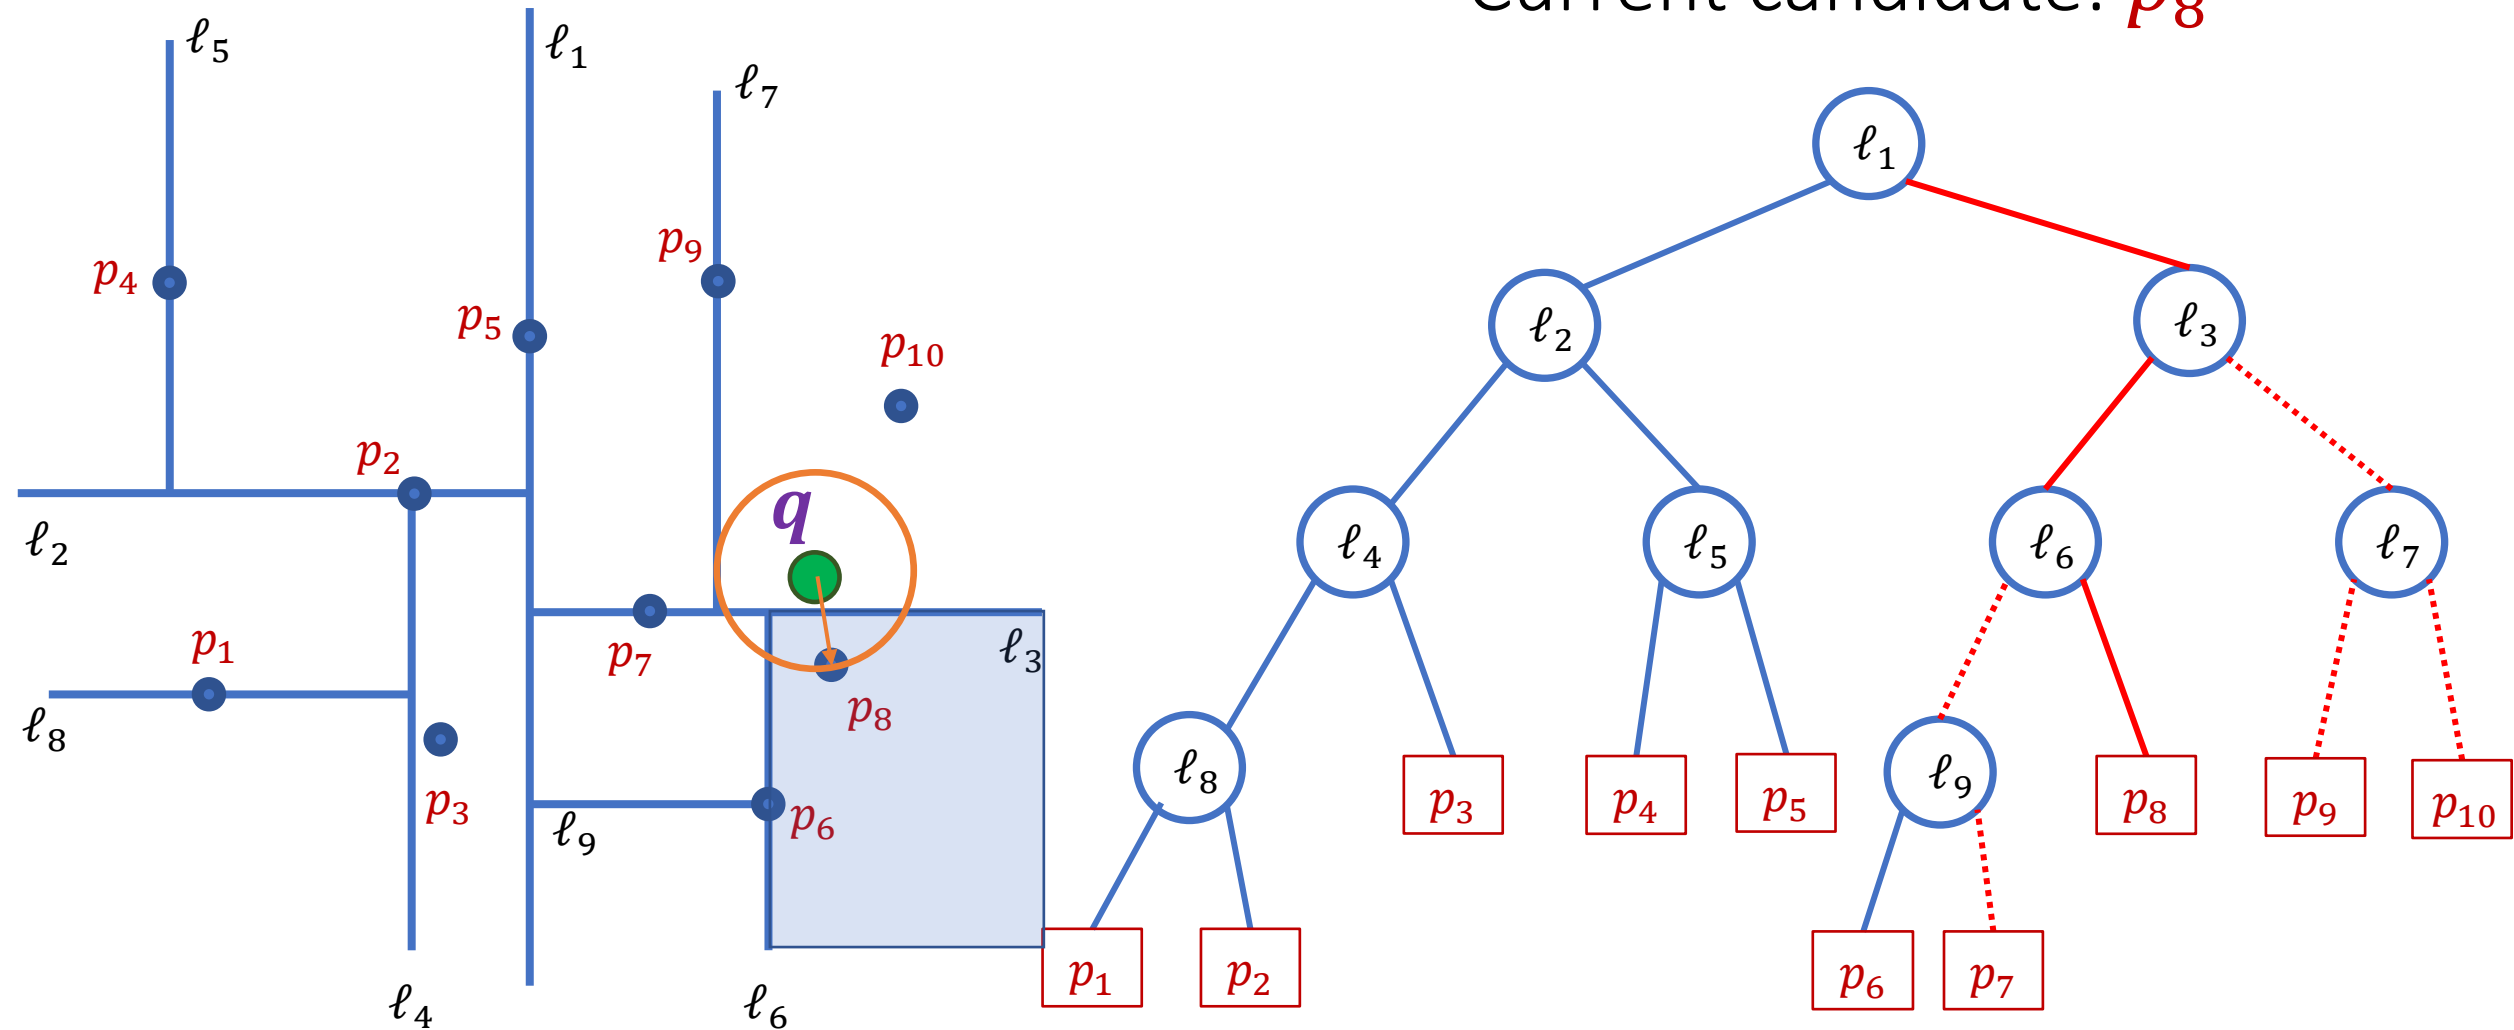 Current candidate: p8
ℓ5
ℓ1
ℓ7
p9
p4
p5
p10
p2
q
ℓ2
p7
ℓ3
p1
p8
ℓ8
p3
p6
ℓ9
ℓ4
ℓ6
ℓ1
ℓ2
ℓ3
ℓ4
ℓ5
ℓ6
ℓ7
ℓ8
p3
p4
p5
ℓ9
p8
p9
p10
p1
p2
p6
p7